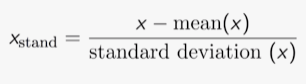 x_stand = (x − mean(x)) / (standard deviation (x))